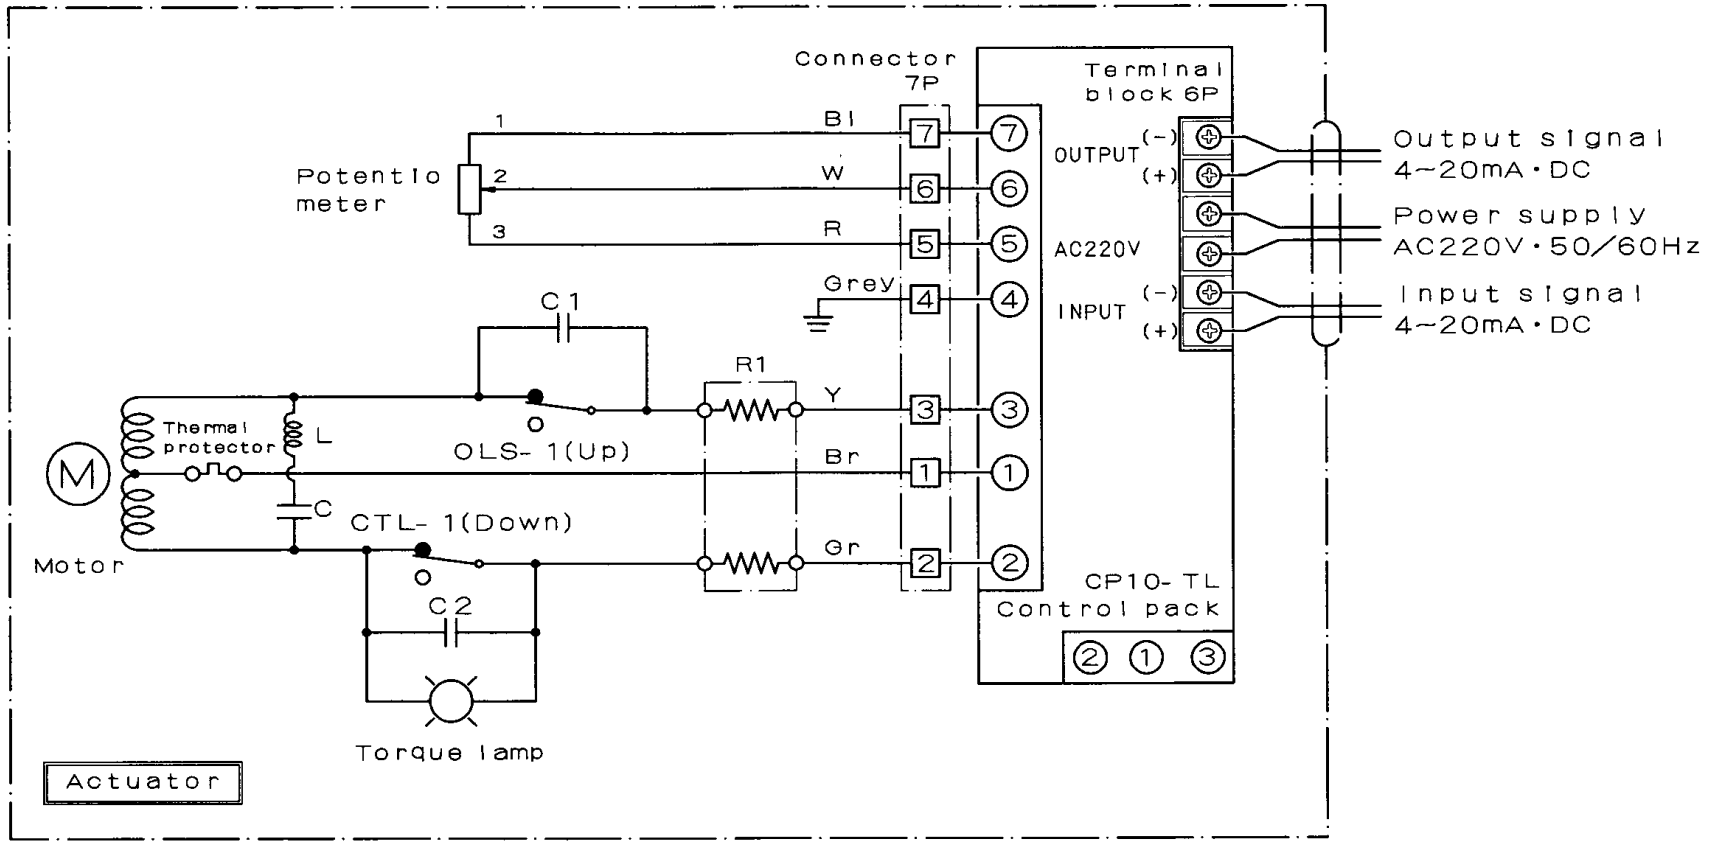 Connector
7P
Terminal
block 6P
1
Bl
7
7
(-)
OUTPUT
(+)
Output signal
4~20mA・DC
Potentio
meter
2
W
6
6
3
R
5
5
AC220V
Power supply
AC220V・50/60Hz
Grey
4
4
(-)
INPUT
(+)
Input signal
4~20mA・DC
C1
R1
Y
3
3
Thermal
protector
L
OLS-1(Up)
M
Br
1
1
C
CTL-1(Down)
Motor
Gr
2
2
C2
CP10-TL
Control pack
2 1 3
Torque lamp
Actuator